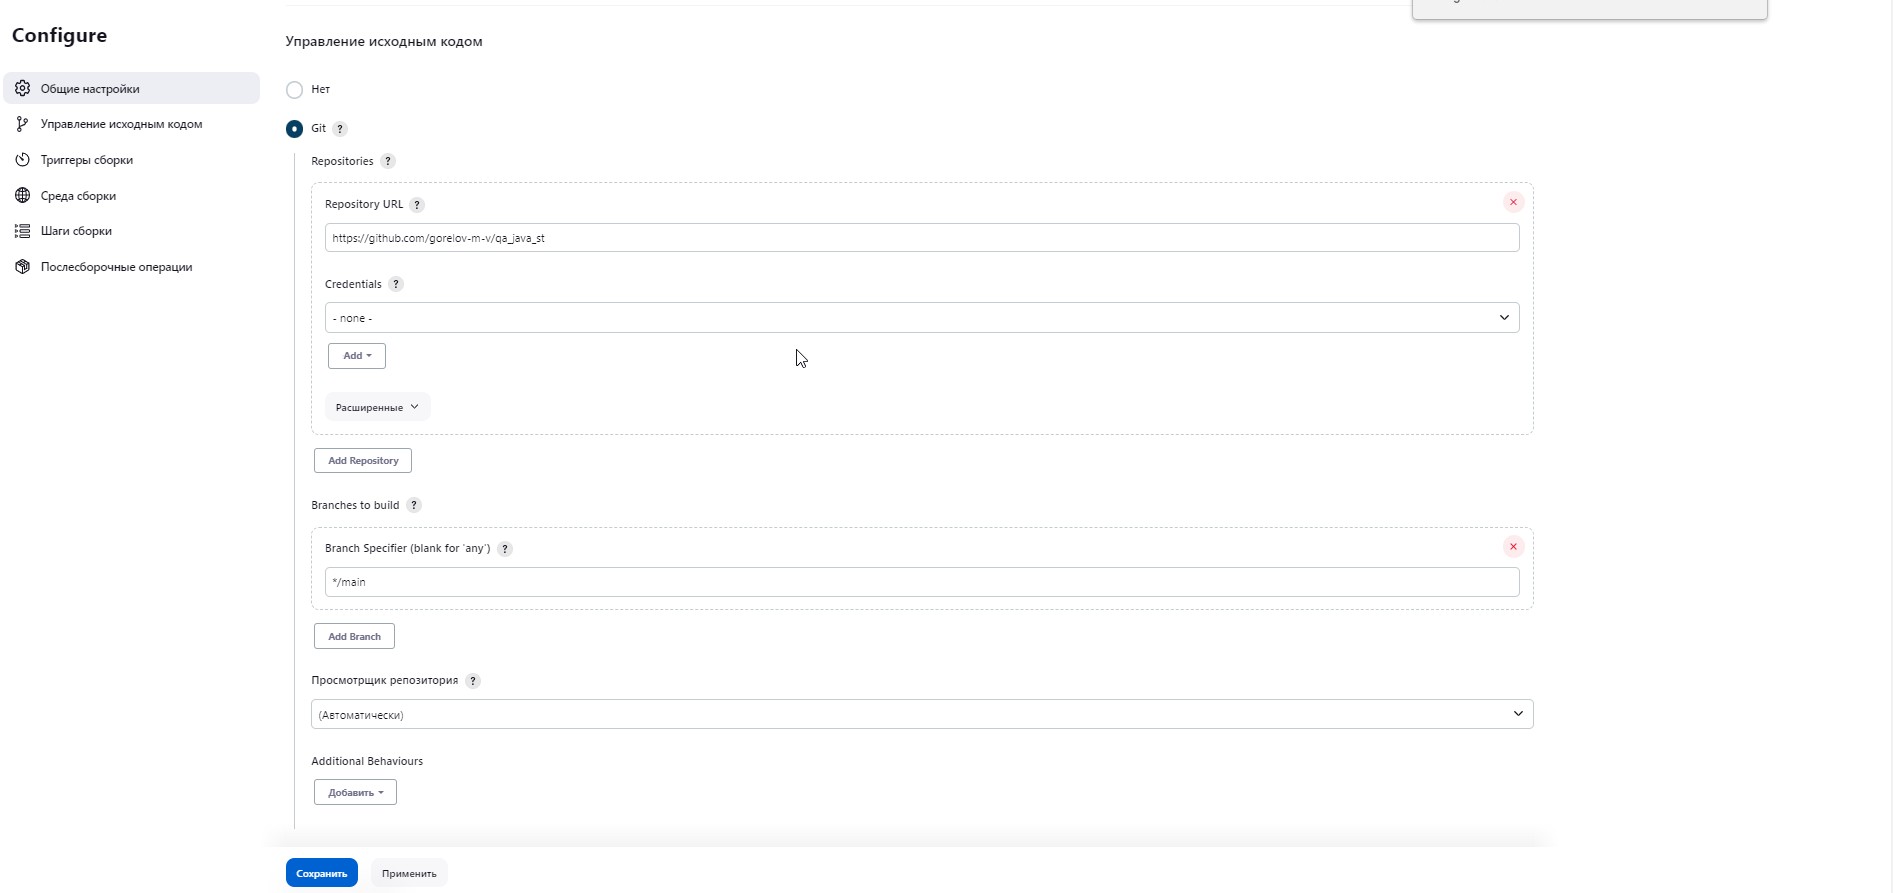 Configure
Общие настройки
Управление исходным кодом
Триггеры сборки
Среда сборки
Шаги сборки
Послесборочные операции
Управление исходным кодом
Нет
Git ?
Repositories ?
Repository URL ?
https://github.com/gorelov-m-v/qa_java_st
Credentials ?
- none -
Add
Расширенные
Add Repository
Branches to build ?
Branch Specifier (blank for 'any') ?
*/main
Add Branch
Просмотрщик репозитория ?
(Автоматически)
Additional Behaviours
Добавить
Сохранить
Применить